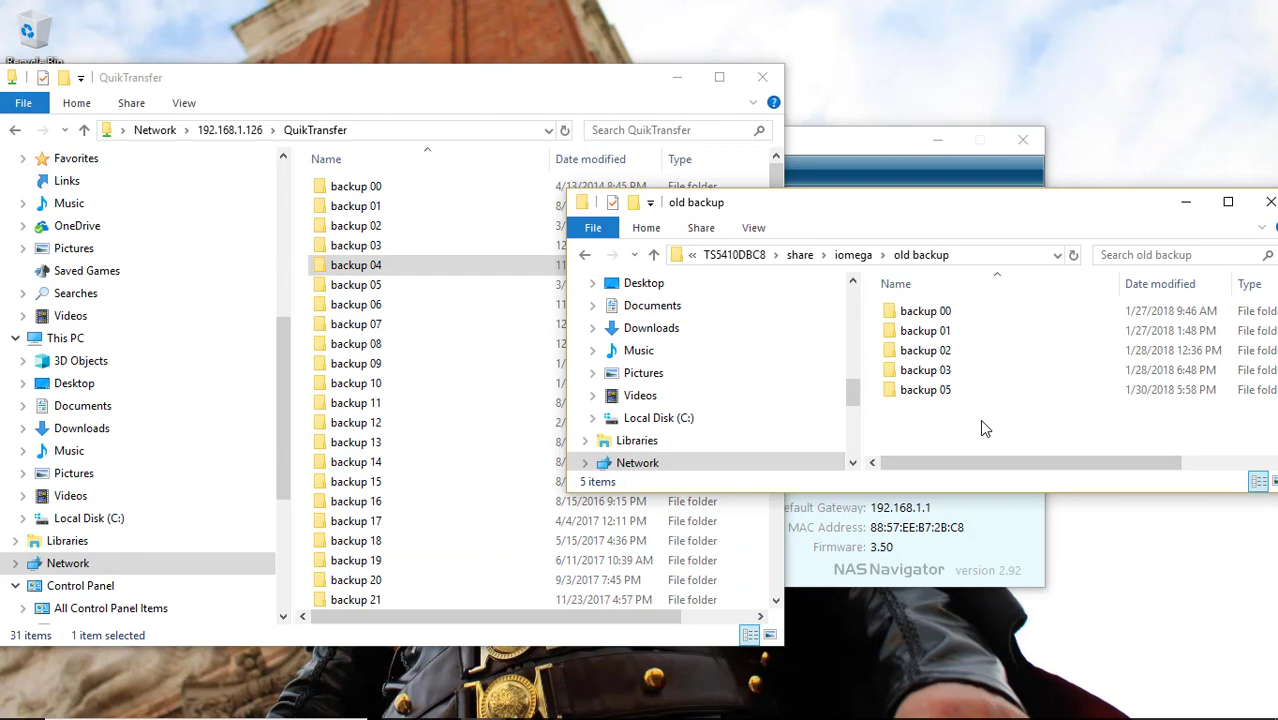 Recycle Bin
QuikTransfer
File Home Share View
Network 192.168.1.126 QuikTransfer
Search QuikTransfer
Favorites
Links
Music
OneDrive
Pictures
Saved Games
Searches
Videos
This PC
3D Objects
Desktop
Documents
Downloads
Music
Pictures
Videos
Local Disk (C:)
Libraries
Network
Control Panel
All Control Panel Items
Name Date modified Type
backup 00 4/13/2014 8:45 PM File folder
backup 01
backup 02
backup 03
backup 04
backup 05
backup 06
backup 07
backup 08
backup 09
backup 10
backup 11
backup 12
backup 13
backup 14
backup 15
backup 16 8/15/2016 9:15 PM File folder
backup 17 4/4/2017 12:11 PM File folder
backup 18 5/15/2017 4:36 PM File folder
backup 19 6/11/2017 10:39 AM File folder
backup 20 9/3/2017 7:45 PM File folder
backup 21 11/23/2017 4:57 PM File folder
31 items 1 item selected
old backup
File Home Share View
« TS5410DBC8 share iomega old backup
Search old backup
Desktop
Documents
Downloads
Music
Pictures
Videos
Local Disk (C:)
Libraries
Network
Name Date modified Type
backup 00 1/27/2018 9:46 AM File fold
backup 01 1/27/2018 1:48 PM File fold
backup 02 1/28/2018 12:36 PM File fold
backup 03 1/28/2018 6:48 PM File fold
backup 05 1/30/2018 5:58 PM File fold
5 items
efault Gateway: 192.168.1.1
MAC Address: 88:57:EE:B7:2B:C8
Firmware: 3.50
NAS Navigator version 2.92